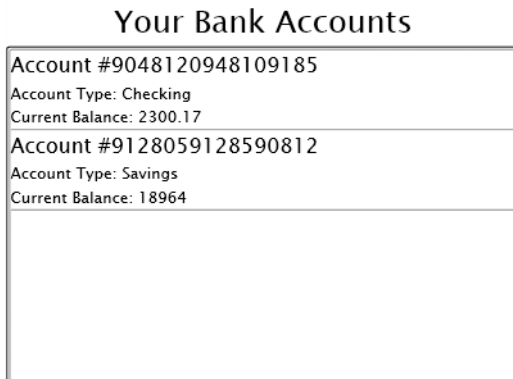 Your Bank Accounts
Account #9048120948109185
Account Type: Checking
Current Balance: 2300.17
Account #9128059128590812
Account Type: Savings
Current Balance: 18964